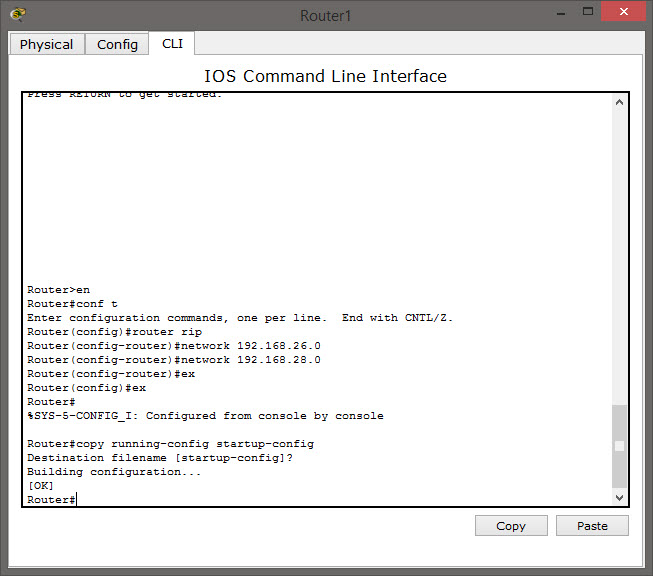 Router1
Physical Config CLI
IOS Command Line Interface
Press RETURN to get started.
Router>en
Router#conf t
Enter configuration commands, one per line.  End with CNTL/Z.
Router(config)#router rip
Router(config-router)#network 192.168.26.0
Router(config-router)#network 192.168.28.0
Router(config-router)#ex
Router(config)#ex
Router#
%SYS-5-CONFIG_I: Configured from console by console
Router#copy running-config startup-config
Destination filename [startup-config]?
Building configuration...
[OK]
Router#
Copy Paste